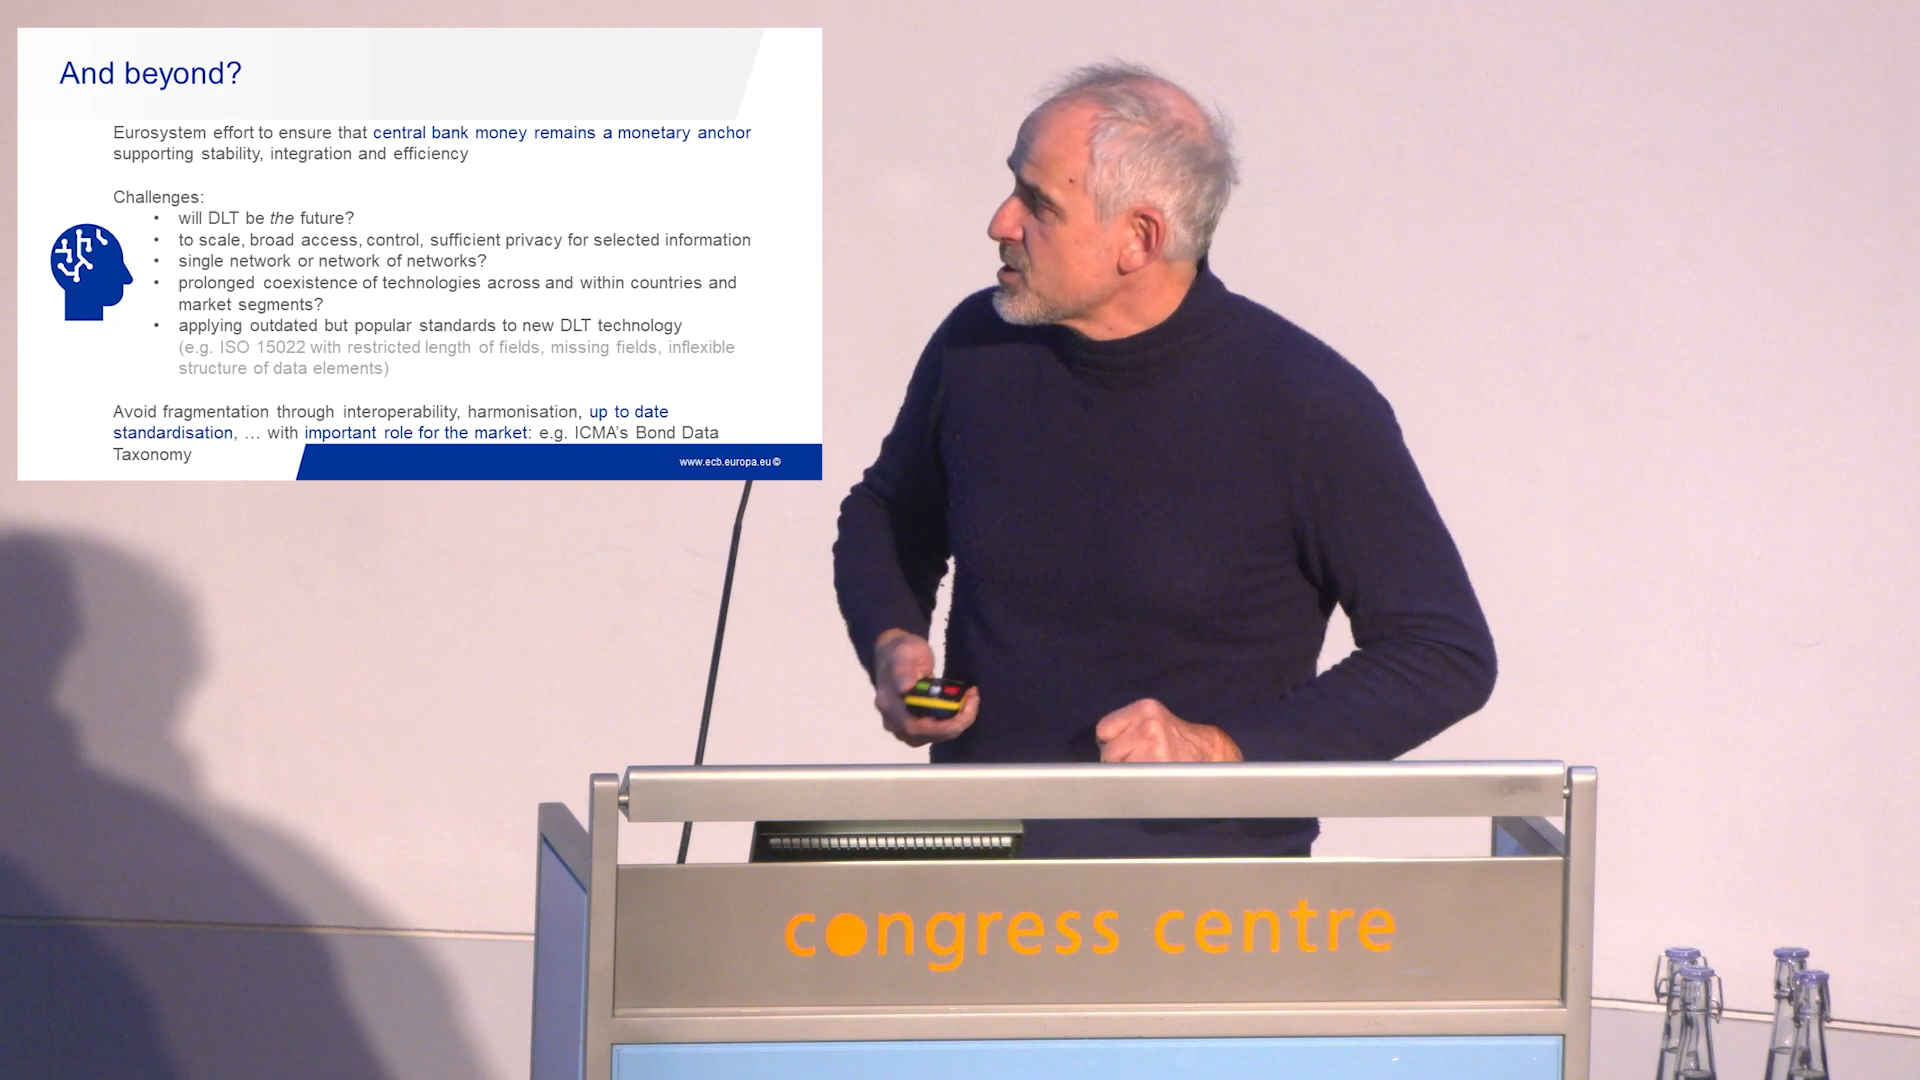 And beyond?
Eurosystem effort to ensure that central bank money remains a monetary anchor
supporting stability, integration and efficiency
Challenges:
• will DLT be the future?
• to scale, broad access, control, sufficient privacy for selected information
• single network or network of networks?
• prolonged coexistence of technologies across and within countries and
market segments?
• applying outdated but popular standards to new DLT technology
(e.g. ISO 15022 with restricted length of fields, missing fields, inflexible
structure of data elements)
Avoid fragmentation through interoperability, harmonisation, up to date
standardisation, … with important role for the market: e.g. ICMA’s Bond Data
Taxonomy
www.ecb.europa.eu ©
congress centre